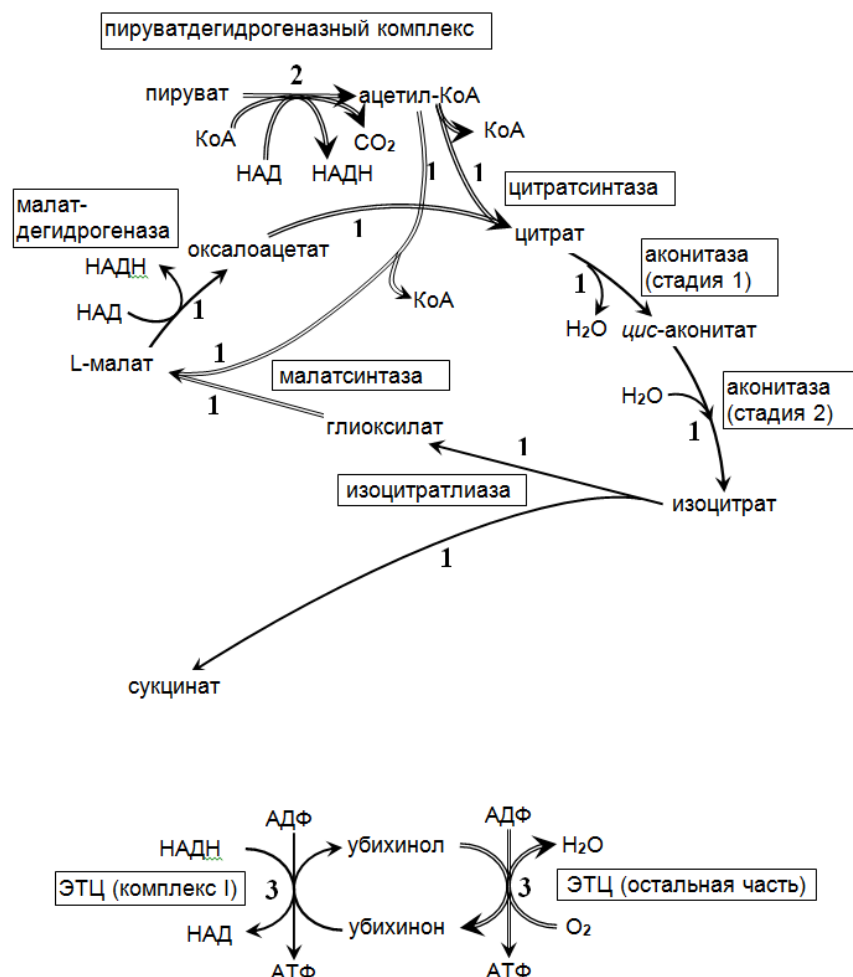 пируватдегидрогеназный комплекс
2
пируват
ацетил-КоА
КоА
CO₂
КоА
НАД
НАДН
1
1
цитратсинтаза
малат-
дегидрогеназа
оксалоацетат
1
цитрат
аконитаза
(стадия 1)
НАДН
1
КоА
1
НАД
H₂O
цис-аконитат
L-малат
1
малатсинтаза
аконитаза
(стадия 2)
H₂O
1
глиоксилат
1
1
изоцитратлиаза
изоцитрат
1
сукцинат
АДФ
АДФ
НАДН
убихинол
H₂O
ЭТЦ (комплекс I)
3
3
ЭТЦ (остальная часть)
НАД
убихинон
O₂
АТФ
АТФ